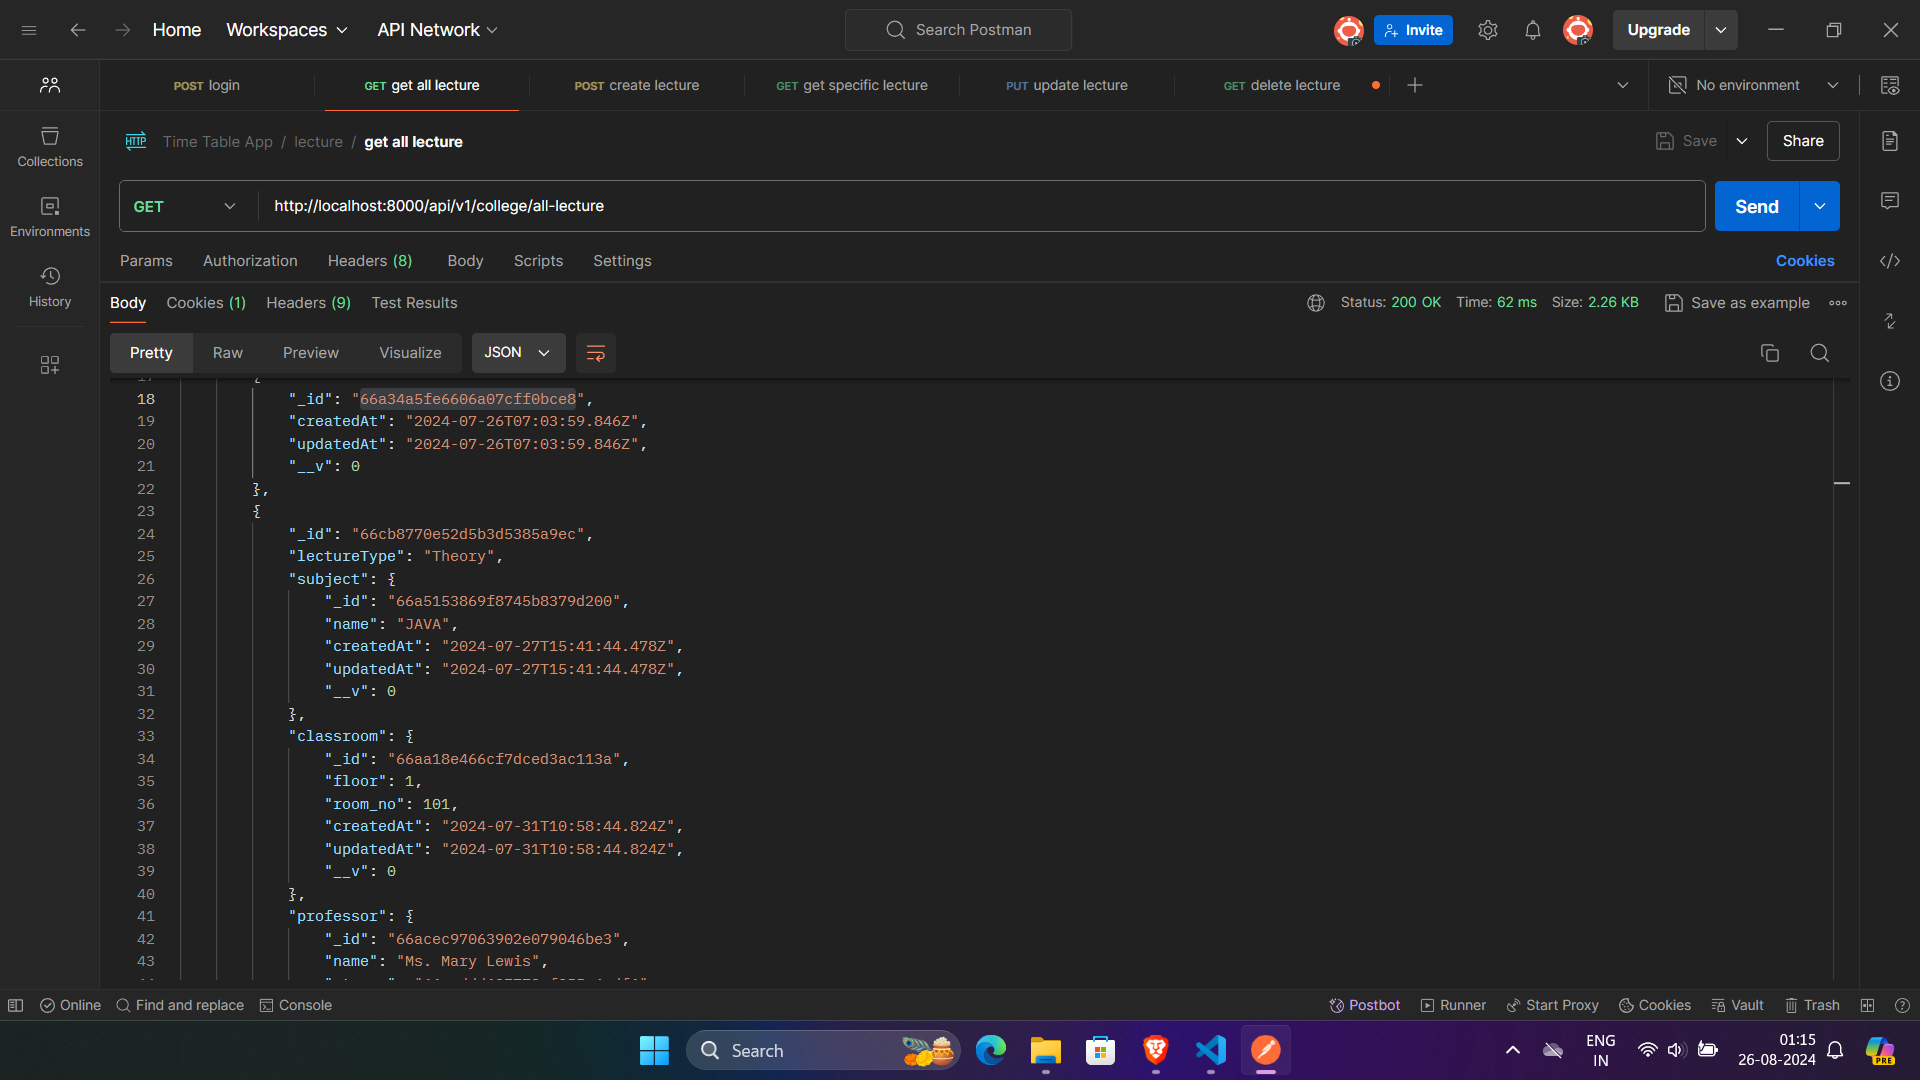 Home Workspaces API Network Search Postman Invite Upgrade
POST login GET get all lecture POST create lecture GET get specific lecture PUT update lecture GET delete lecture No environment
HTTP Time Table App / lecture / get all lecture Save Share
GET http://localhost:8000/api/v1/college/all-lecture Send
Params Authorization Headers (8) Body Scripts Settings Cookies
Body Cookies (1) Headers (9) Test Results Status: 200 OK Time: 62 ms Size: 2.26 KB Save as example
Pretty Raw Preview Visualize JSON
Collections
Environments
History
18 "_id": "66a34a5fe6606a07cff0bce8",
19 "createdAt": "2024-07-26T07:03:59.846Z",
20 "updatedAt": "2024-07-26T07:03:59.846Z",
21 "__v": 0
22 },
23 {
24 "_id": "66cb8770e52d5b3d5385a9ec",
25 "lectureType": "Theory",
26 "subject": {
27 "_id": "66a5153869f8745b8379d200",
28 "name": "JAVA",
29 "createdAt": "2024-07-27T15:41:44.478Z",
30 "updatedAt": "2024-07-27T15:41:44.478Z",
31 "__v": 0
32 },
33 "classroom": {
34 "_id": "66aa18e466cf7dced3ac113a",
35 "floor": 1,
36 "room_no": 101,
37 "createdAt": "2024-07-31T10:58:44.824Z",
38 "updatedAt": "2024-07-31T10:58:44.824Z",
39 "__v": 0
40 },
41 "professor": {
42 "_id": "66acec97063902e079046be3",
43 "name": "Ms. Mary Lewis",
Online Find and replace Console Postbot Runner Start Proxy Cookies Vault Trash
Search ENG 01:15
IN 26-08-2024 PRE